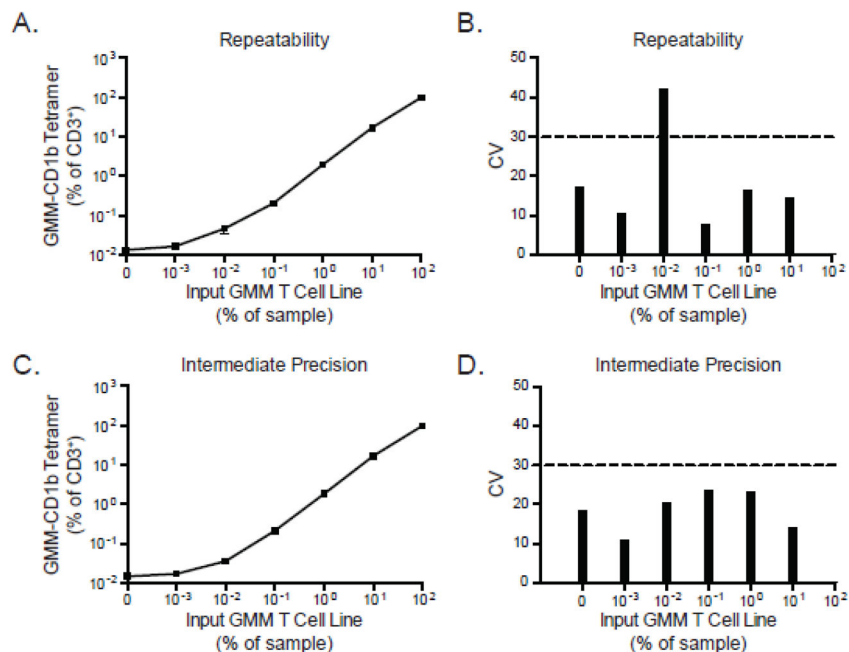 A.
Repeatability
GMM-CD1b Tetramer
(% of CD3⁺)
10³
10²
10¹
10⁰
10⁻¹
10⁻²
0 10⁻³ 10⁻² 10⁻¹ 10⁰ 10¹ 10²
Input GMM T Cell Line
(% of sample)
B.
Repeatability
CV
50
40
30
20
10
0
0 10⁻³ 10⁻² 10⁻¹ 10⁰ 10¹ 10²
Input GMM T Cell Line
(% of sample)
C.
Intermediate Precision
GMM-CD1b Tetramer
(% of CD3⁺)
10³
10²
10¹
10⁰
10⁻¹
10⁻²
0 10⁻³ 10⁻² 10⁻¹ 10⁰ 10¹ 10²
Input GMM T Cell Line
(% of sample)
D.
Intermediate Precision
CV
50
40
30
20
10
0
0 10⁻³ 10⁻² 10⁻¹ 10⁰ 10¹ 10²
Input GMM T Cell Line
(% of sample)